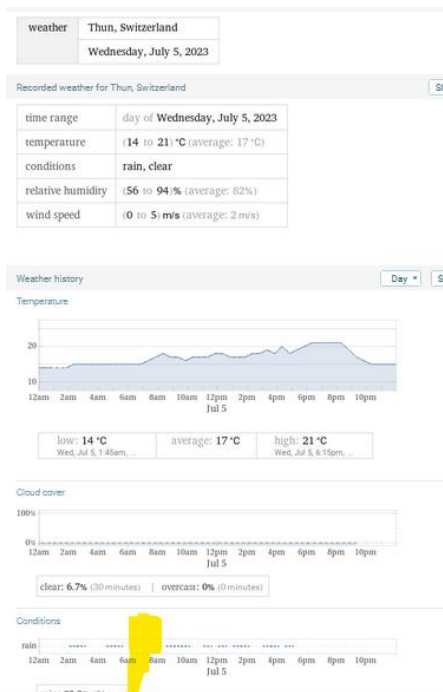 weather Thun, Switzerland
Wednesday, July 5, 2023
Recorded weather for Thun, Switzerland
time range day of Wednesday, July 5, 2023
temperature (14 to 21) °C (average: 17 °C)
conditions rain, clear
relative humidity (56 to 94)% (average: 82%)
wind speed (0 to 5) m/s (average: 2 m/s)
Weather history Day
Temperature
20
10
12am 2am 4am 6am 8am 10am 12pm 2pm 4pm 6pm 8pm 10pm
Jul 5
low: 14 °C average: 17 °C high: 21 °C
Wed, Jul 5, 1:45am, ... Wed, Jul 5, 6:15pm, ...
Cloud cover
100%
0%
12am 2am 4am 6am 8am 10am 12pm 2pm 4pm 6pm 8pm 10pm
Jul 5
clear: 6.7% (30 minutes) | overcast: 0% (0 minutes)
Conditions
rain
12am 2am 4am 6am 8am 10am 12pm 2pm 4pm 6pm 8pm 10pm
Jul 5